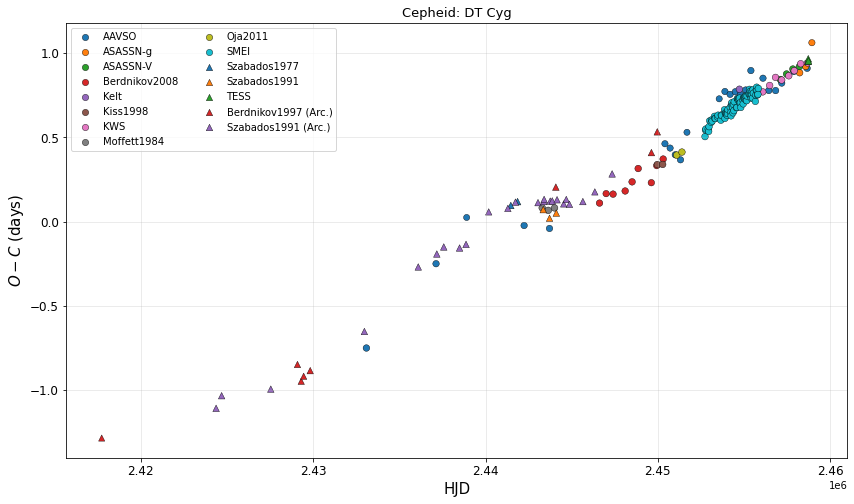 Cepheid: DT Cyg
AAVSO
ASASSN-g
ASASSN-V
Berdnikov2008
Kelt
Kiss1998
KWS
Moffett1984
Oja2011
SMEI
Szabados1977
Szabados1991
TESS
Berdnikov1997 (Arc.)
Szabados1991 (Arc.)
O − C (days)
1.0
0.5
0.0
−0.5
−1.0
2.42
2.43
2.44
2.45
2.46
1e6
HJD